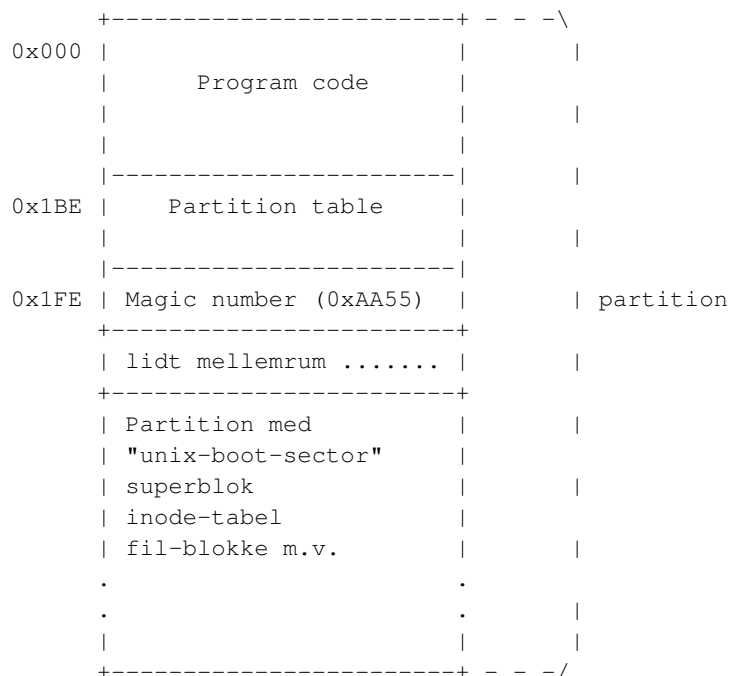 0x000
Program code
0x1BE Partition table
0x1FE Magic number (0xAA55) partition
lidt mellemrum .......
Partition med
"unix-boot-sector"
superblok
inode-tabel
fil-blokke m.v.